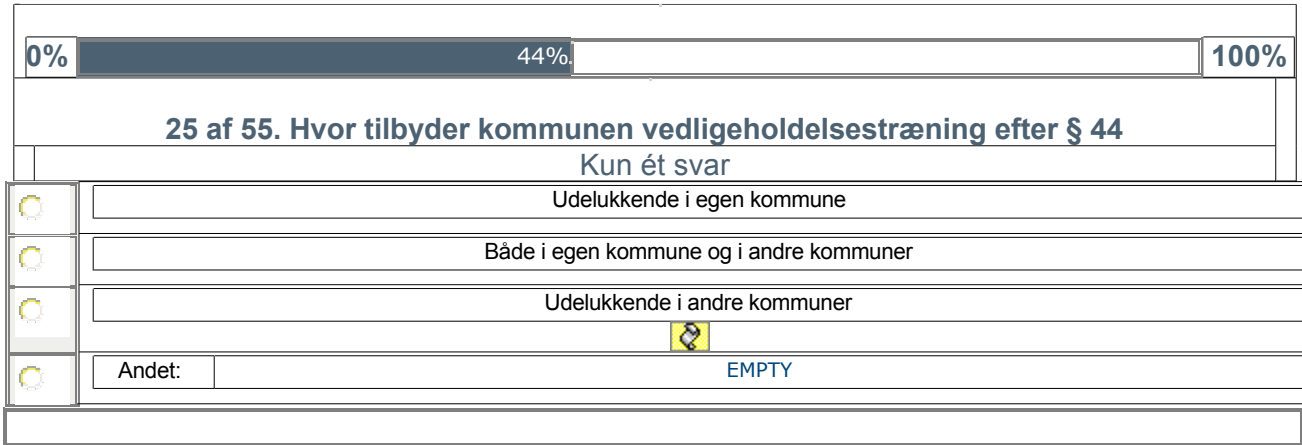 0% 44%. 100%
25 af 55. Hvor tilbyder kommunen vedligeholdelsestræning efter § 44
Kun ét svar
Udelukkende i egen kommune
Både i egen kommune og i andre kommuner
Udelukkende i andre kommuner
Andet: EMPTY